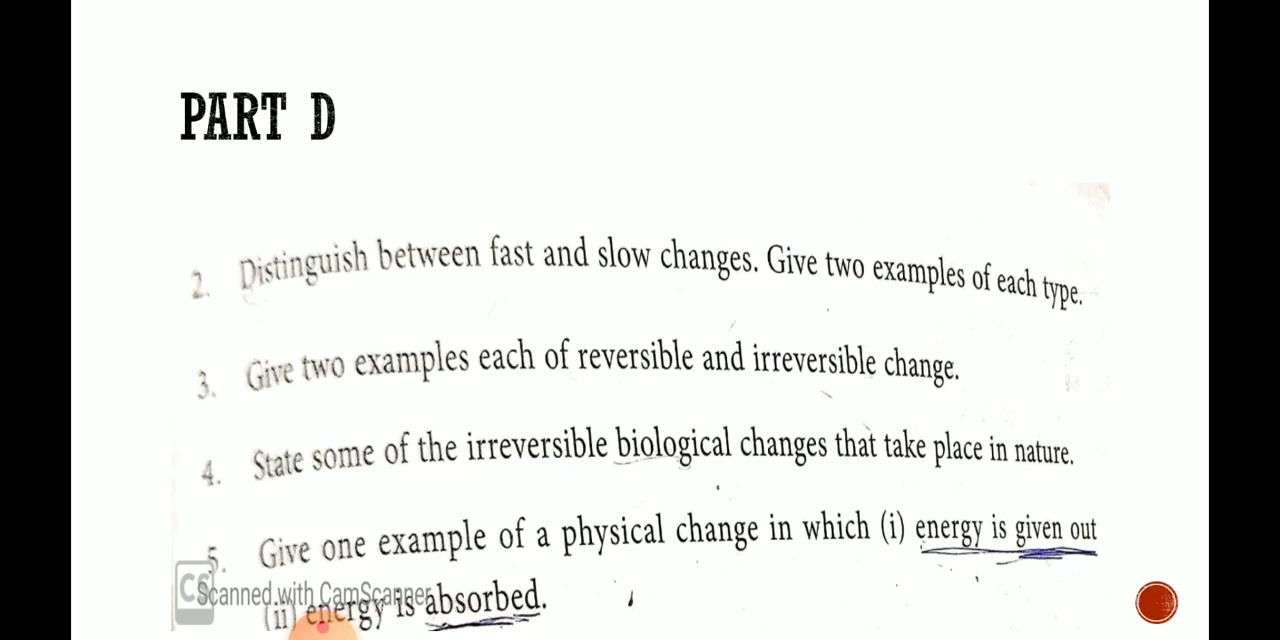 PART D
2. Distinguish between fast and slow changes. Give two examples of each type.
3. Give two examples each of reversible and irreversible change.
4. State some of the irreversible biological changes that take place in nature.
5. Give one example of a physical change in which (i) energy is given out
CS Scanned with CamScanner
(ii) energy is absorbed.